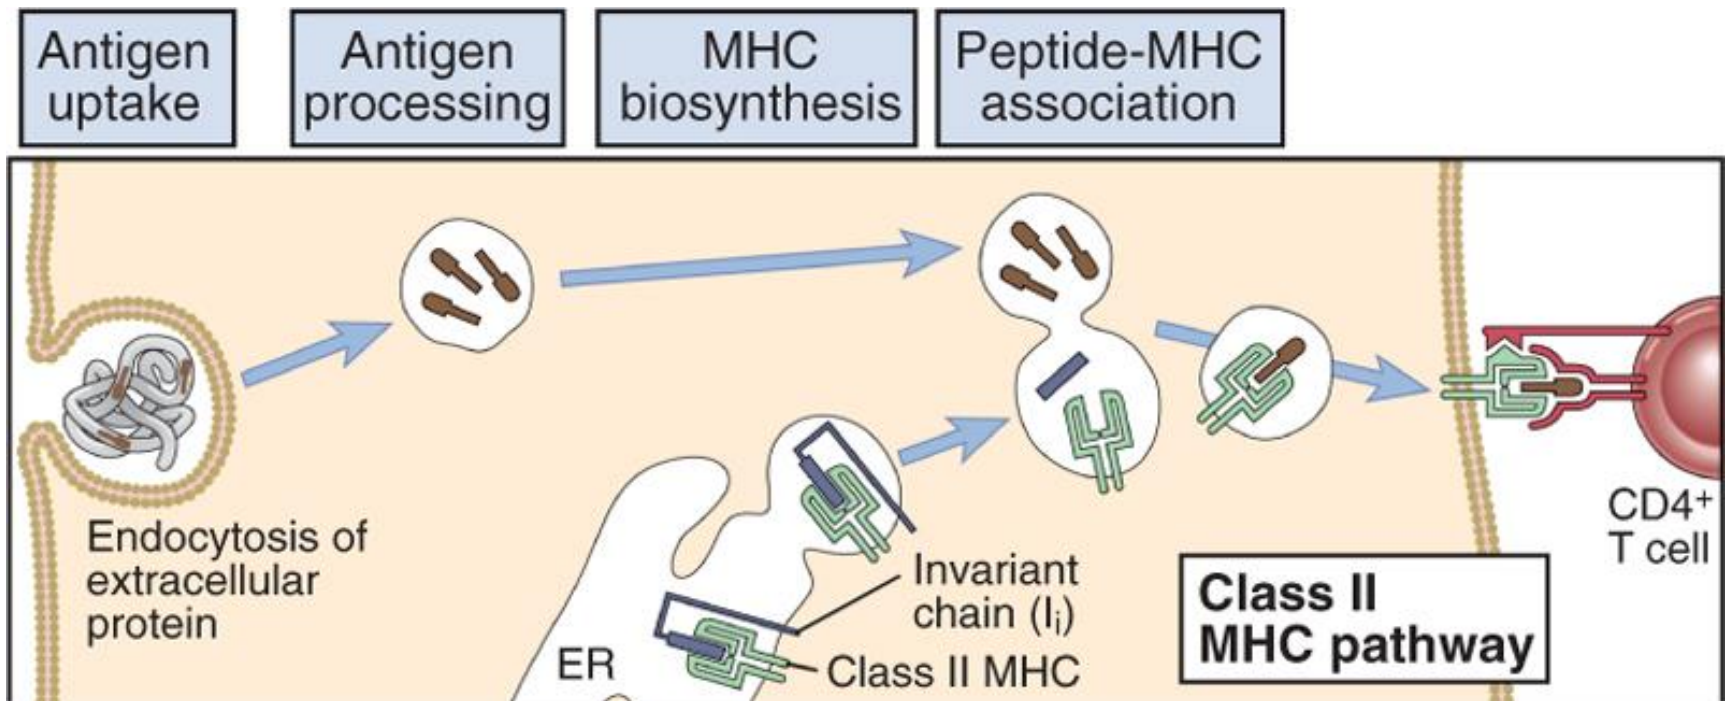 Antigen
uptake
Antigen
processing
MHC
biosynthesis
Peptide-MHC
association
Endocytosis of
extracellular
protein
ER
Invariant
chain (Iᵢ)
Class II MHC
Class II
MHC pathway
CD4⁺
T cell